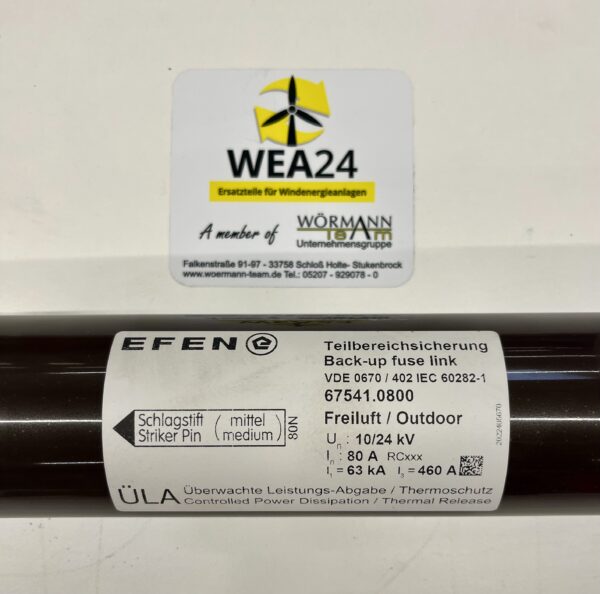 WEA24
Ersatzteile für Windenergieanlagen
A member of
WÖRMANN
TeAm
Unternehmensgruppe
Falkenstraße 91-97 - 33758 Schloß Holte- Stukenbrock
www.woermann-team.de Tel.: 05207 - 929078 - 0
EFEN
Teilbereichsicherung
Back-up fuse link
VDE 0670 / 402 IEC 60282-1
67541.0800
Freiluft / Outdoor
Un : 10/24 kV
In : 80 A RCxxx
I1 = 63 kA I3 = 460 A
Schlagstift ( mittel )
Striker Pin ( medium )
80N
ÜLA Überwachte Leistungs-Abgabe / Thermoschutz
Controlled Power Dissipation / Thermal Release